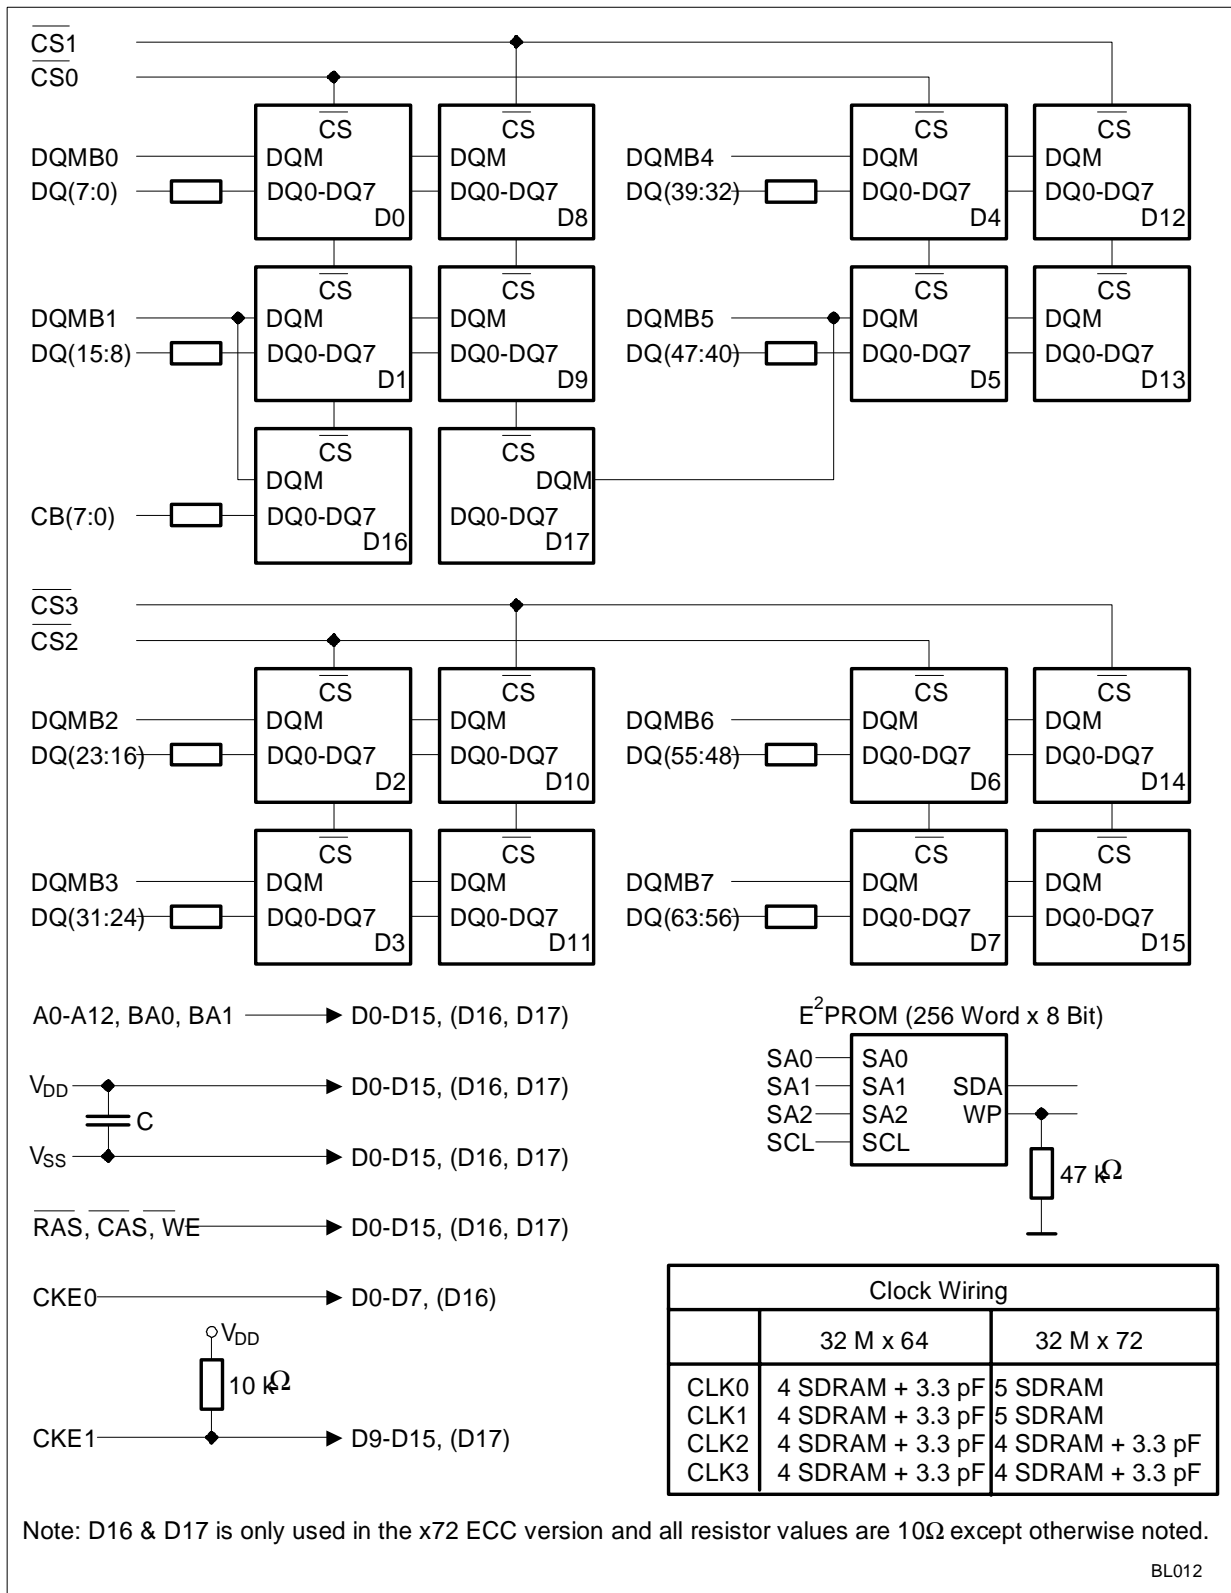 CS1
CS0
CS CS CS CS
DQMB0 DQM DQM DQMB4 DQM DQM
DQ(7:0) DQ0-DQ7 DQ0-DQ7 DQ(39:32) DQ0-DQ7 DQ0-DQ7
D0 D8 D4 D12
CS CS CS CS
DQMB1 DQM DQM DQMB5 DQM DQM
DQ(15:8) DQ0-DQ7 DQ0-DQ7 DQ(47:40) DQ0-DQ7 DQ0-DQ7
D1 D9 D5 D13
CS CS
DQM DQM
CB(7:0) DQ0-DQ7 DQ0-DQ7
D16 D17
CS3
CS2
CS CS CS CS
DQMB2 DQM DQM DQMB6 DQM DQM
DQ(23:16) DQ0-DQ7 DQ0-DQ7 DQ(55:48) DQ0-DQ7 DQ0-DQ7
D2 D10 D6 D14
CS CS CS CS
DQMB3 DQM DQM DQMB7 DQM DQM
DQ(31:24) DQ0-DQ7 DQ0-DQ7 DQ(63:56) DQ0-DQ7 DQ0-DQ7
D3 D11 D7 D15
A0-A12, BA0, BA1 D0-D15, (D16, D17)
VDD D0-D15, (D16, D17)
C
VSS D0-D15, (D16, D17)
RAS, CAS, WE D0-D15, (D16, D17)
CKE0 D0-D7, (D16)
VDD
10 kΩ
CKE1 D9-D15, (D17)
E²PROM (256 Word x 8 Bit)
SA0 SA0
SA1 SA1 SDA
SA2 SA2 WP
SCL SCL
47 kΩ
Clock Wiring
32 M x 64 32 M x 72
CLK0 4 SDRAM + 3.3 pF 5 SDRAM
CLK1 4 SDRAM + 3.3 pF 5 SDRAM
CLK2 4 SDRAM + 3.3 pF 4 SDRAM + 3.3 pF
CLK3 4 SDRAM + 3.3 pF 4 SDRAM + 3.3 pF
Note: D16 & D17 is only used in the x72 ECC version and all resistor values are 10Ω except otherwise noted.
BL012